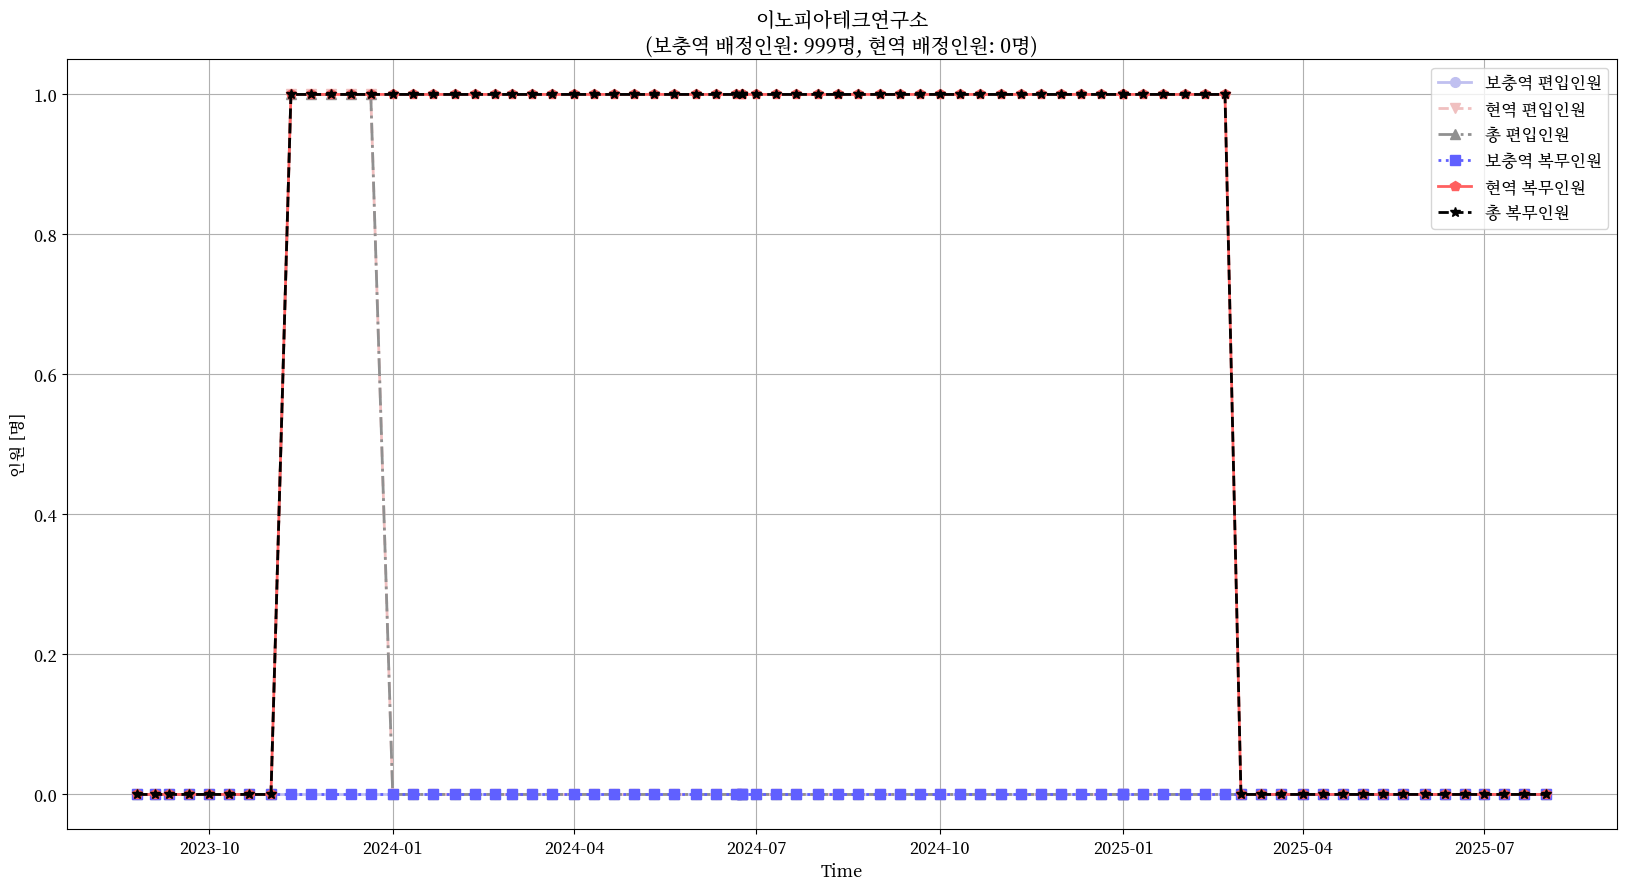 이노피아테크연구소
(보충역 배정인원: 999명, 현역 배정인원: 0명)
보충역 편입인원
현역 편입인원
총 편입인원
보충역 복무인원
현역 복무인원
총 복무인원
인원 [명]
1.0
0.8
0.6
0.4
0.2
0.0
2023-10
2024-01
2024-04
2024-07
2024-10
2025-01
2025-04
2025-07
Time